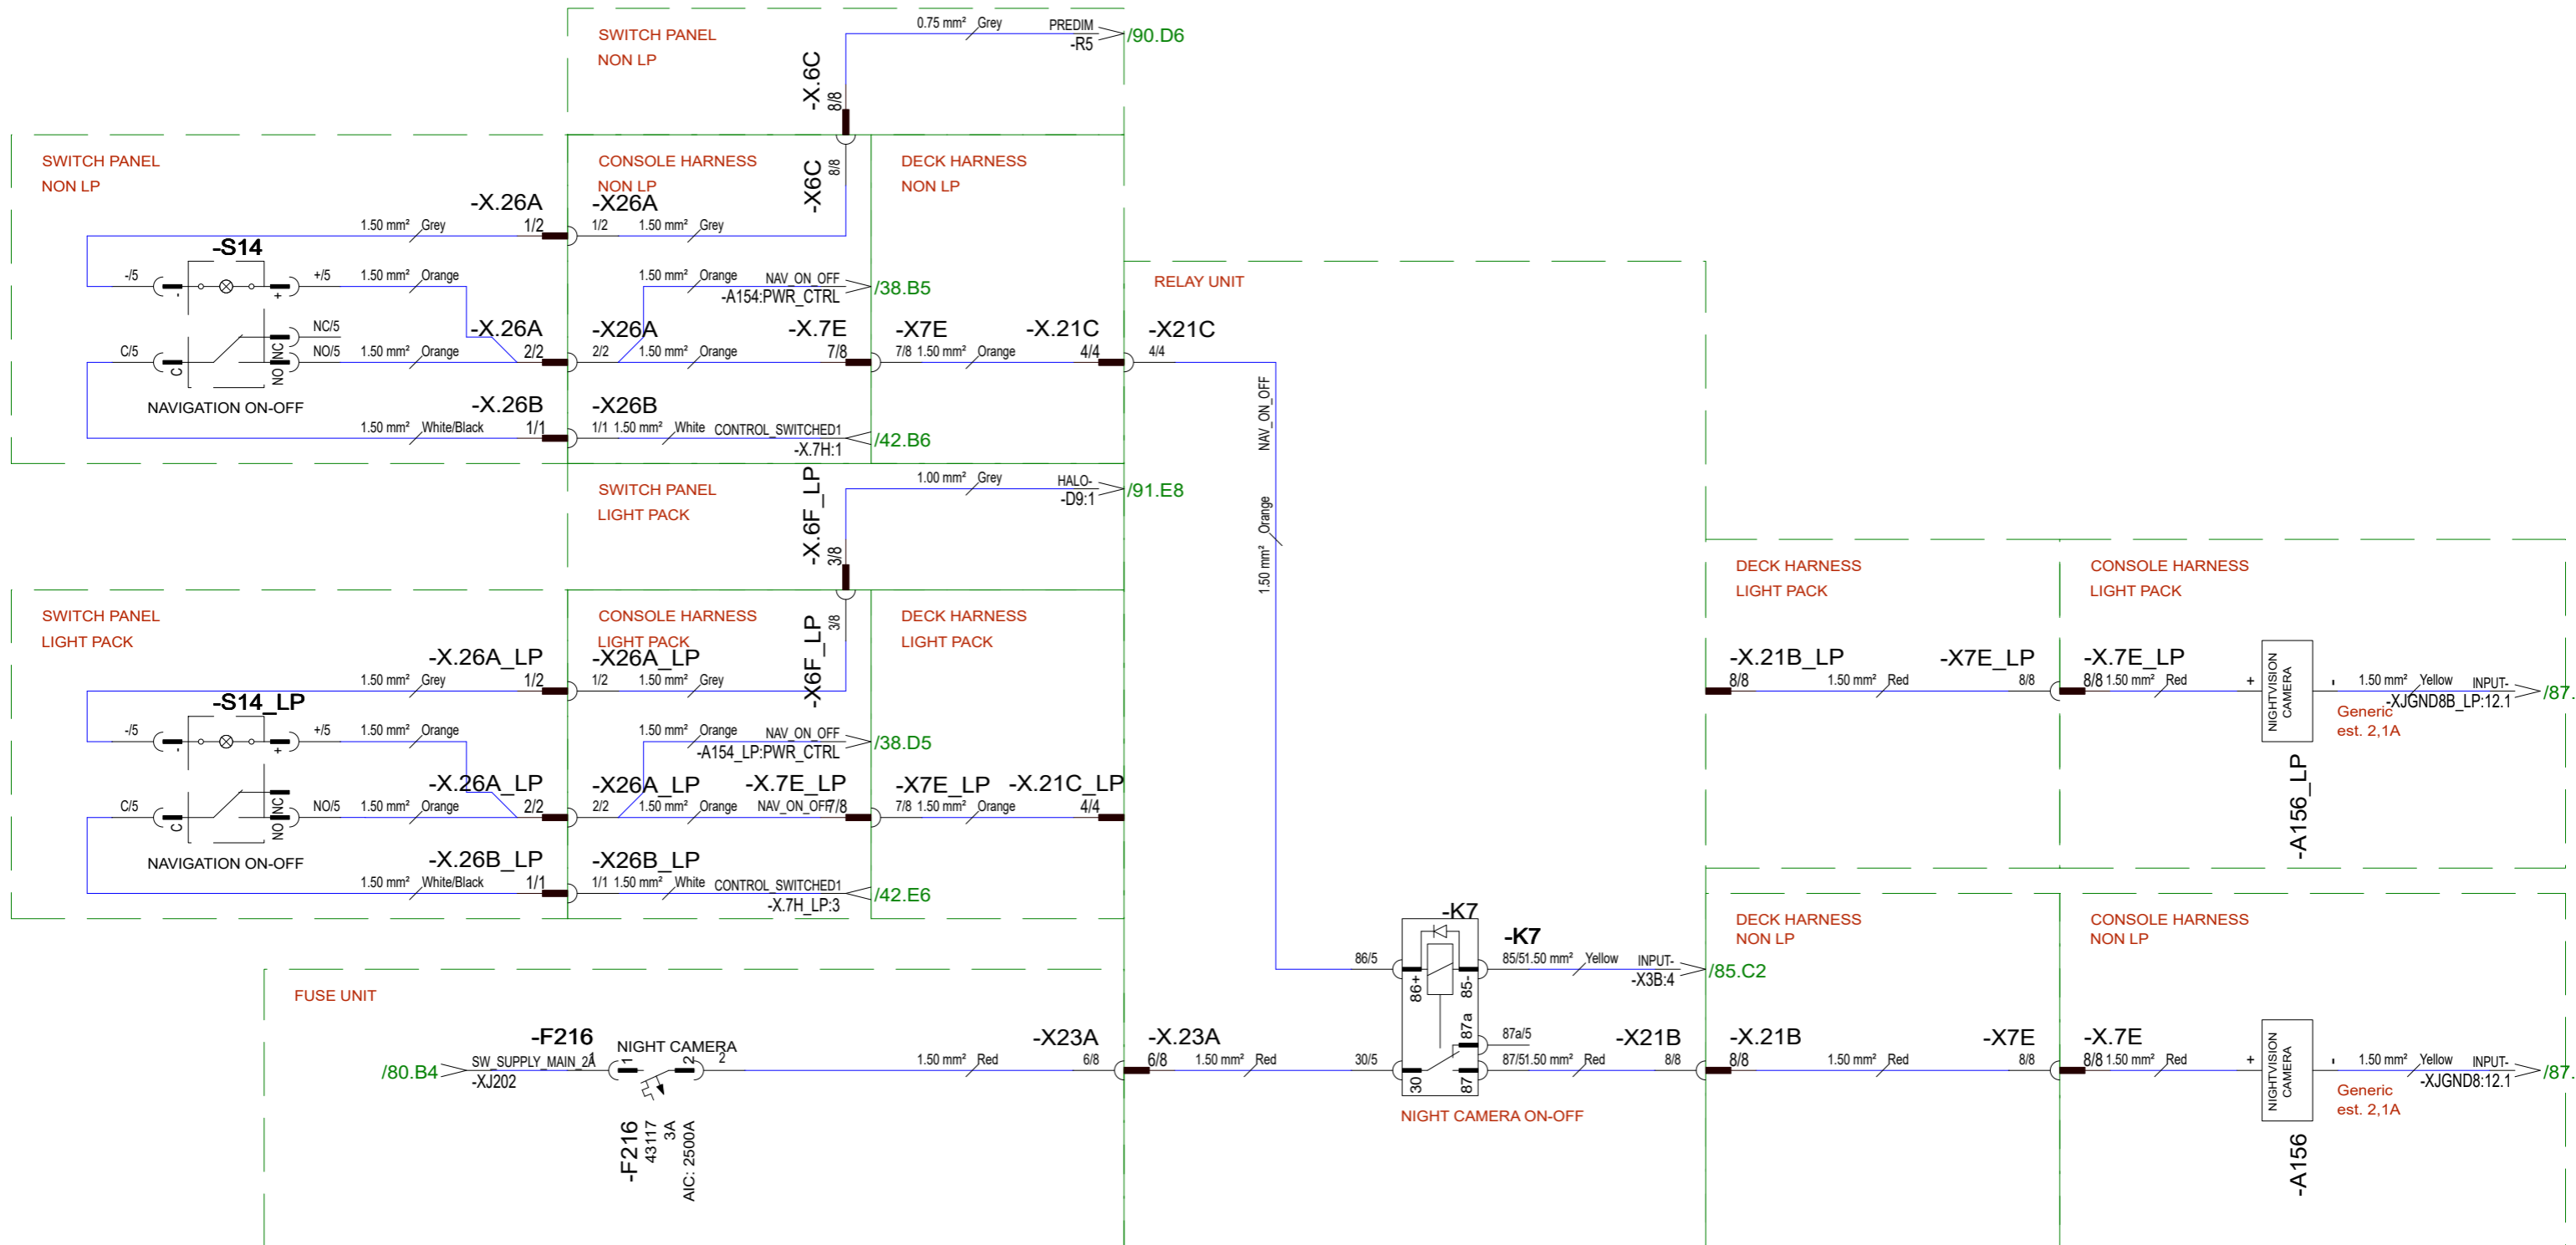 SWITCH PANEL
NON LP
0.75 mm² Grey
PREDIM
-R5
/90.D6
-X.6C
8/8
SWITCH PANEL
NON LP
CONSOLE HARNESS
NON LP
DECK HARNESS
NON LP
-X6C
8/8
-X.26A
1/2
-X26A
1/2
1.50 mm² Grey
1.50 mm² Grey
-S14
-/5
-
+
+/5
1.50 mm² Orange
1.50 mm² Orange
NAV_ON_OFF
-A154:PWR_CTRL
/38.B5
RELAY UNIT
C/5
C
NC
NO
NC/5
NO/5
1.50 mm² Orange
-X.26A
2/2
-X26A
2/2
1.50 mm² Orange
-X.7E
7/8
-X7E
7/8 1.50 mm² Orange
-X.21C
4/4
-X21C
4/4
NAVIGATION ON-OFF
1.50 mm² White/Black
-X.26B
1/1
-X26B
1/1 1.50 mm² White
CONTROL_SWITCHED1
-X.7H:1
/42.B6
NAV_ON_OFF
1.50 mm² Orange
SWITCH PANEL
LIGHT PACK
1.00 mm² Grey
HALO-
-D9:1
/91.E8
-X.6F_LP
3/8
SWITCH PANEL
LIGHT PACK
CONSOLE HARNESS
LIGHT PACK
DECK HARNESS
LIGHT PACK
-X6F_LP
3/8
-X.26A_LP
1/2
-X26A_LP
1/2
1.50 mm² Grey
1.50 mm² Grey
-S14_LP
-/5
-
+
+/5
1.50 mm² Orange
1.50 mm² Orange
NAV_ON_OFF
-A154_LP:PWR_CTRL
/38.D5
C/5
C
NC
NO
NO/5
1.50 mm² Orange
-X.26A_LP
2/2
-X26A_LP
2/2
1.50 mm² Orange
NAV_ON_OFF
-X.7E_LP
7/8
-X7E_LP
7/8 1.50 mm² Orange
-X.21C_LP
4/4
NAVIGATION ON-OFF
1.50 mm² White/Black
-X.26B_LP
1/1
-X26B_LP
1/1 1.50 mm² White
CONTROL_SWITCHED1
-X.7H_LP:3
/42.E6
DECK HARNESS
LIGHT PACK
CONSOLE HARNESS
LIGHT PACK
-X.21B_LP
8/8
1.50 mm² Red
-X7E_LP
8/8
-X.7E_LP
8/8 1.50 mm² Red
+
NIGHTVISION
CAMERA
-
1.50 mm² Yellow
INPUT-
-XJGND8B_LP:12.1
/87.
Generic
est. 2,1A
-A156_LP
FUSE UNIT
/80.B4
SW_SUPPLY_MAIN_2A
-XJ202
-F216
1
1
NIGHT CAMERA
2
2
-F216
43117
3A
AIC: 2500A
1.50 mm² Red
-X23A
6/8
-X.23A
6/8
1.50 mm² Red
30/5
86/5
-K7
86+
85-
87a
30
87
-K7
85/5 1.50 mm² Yellow
INPUT-
-X3B:4
/85.C2
87a/5
87/5 1.50 mm² Red
NIGHT CAMERA ON-OFF
-X21B
8/8
DECK HARNESS
NON LP
CONSOLE HARNESS
NON LP
-X.21B
8/8
1.50 mm² Red
-X7E
8/8
-X.7E
8/8 1.50 mm² Red
+
NIGHTVISION
CAMERA
-
1.50 mm² Yellow
INPUT-
-XJGND8:12.1
/87.
Generic
est. 2,1A
-A156